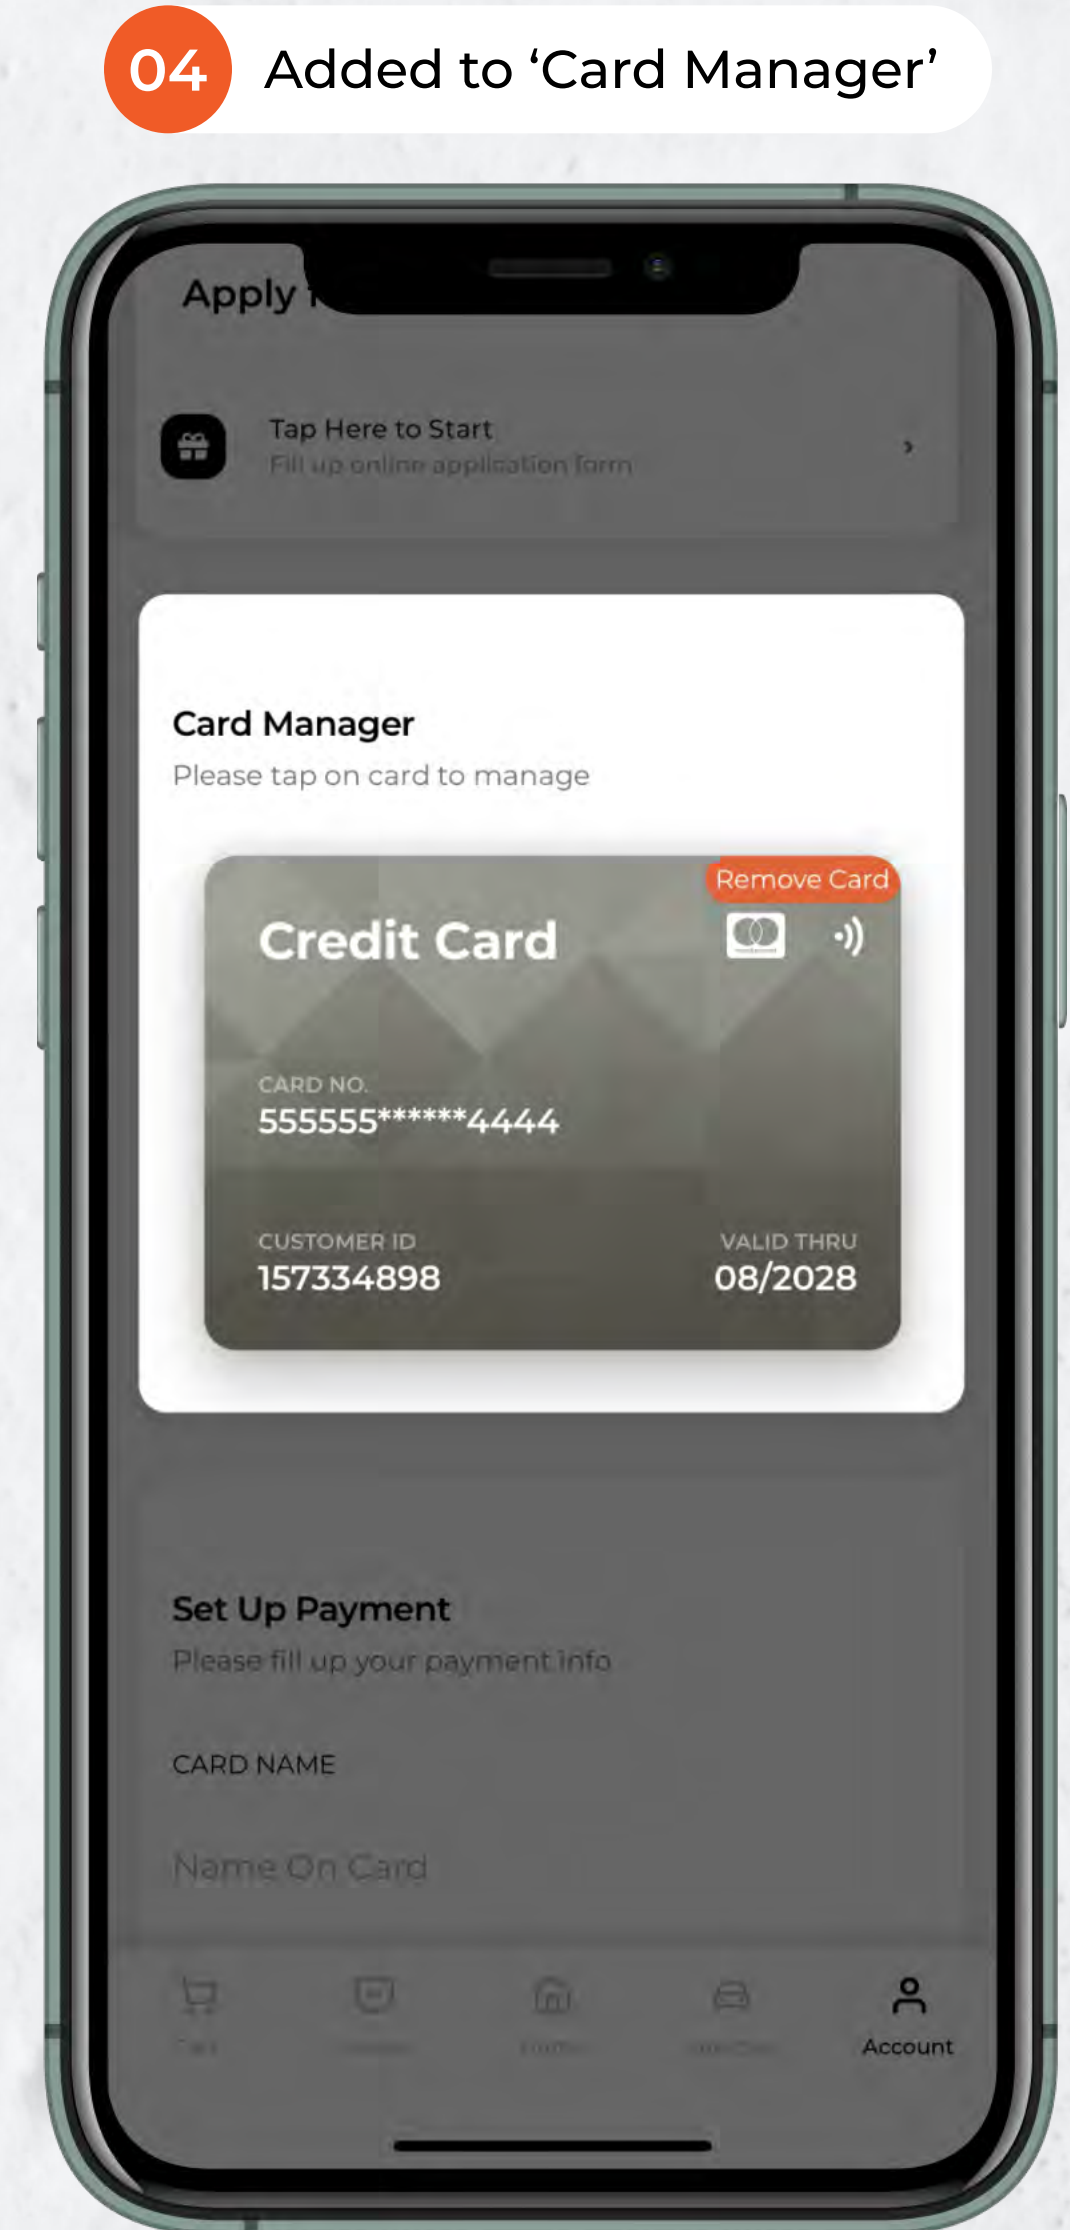 04 Added to ‘Card Manager’
Apply
Tap Here to Start
Fill up online application form
Card Manager
Please tap on card to manage
Remove Card
Credit Card
CARD NO.
555555******4444
CUSTOMER ID VALID THRU
157334898 08/2028
Set Up Payment
Please fill up your payment info
CARD NAME
Name On Card
Account